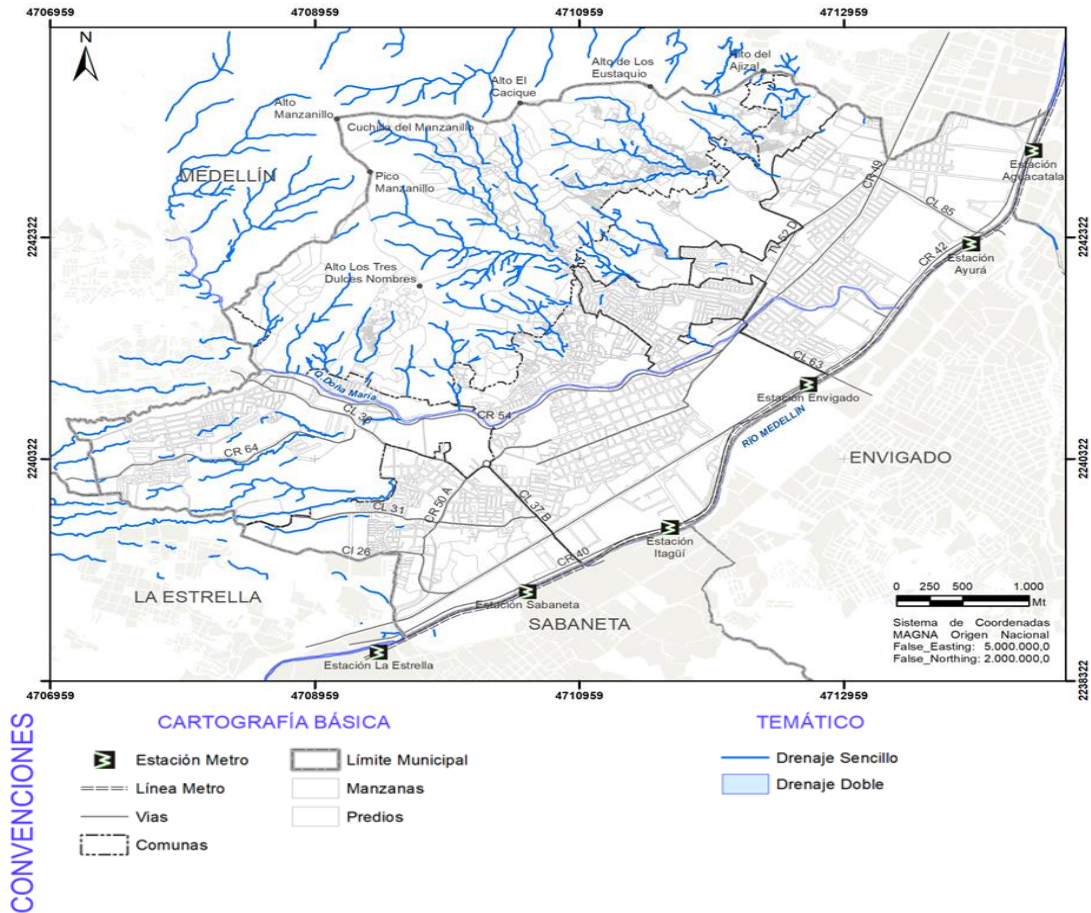 4706959
4708959
4710959
4712959
N
Alto Manzanillo
Alto El Cacique
Alto de Los Eustaquio
Alto del Ajizal
Cuchilla del Manzanillo
MEDELLÍN
Pico Manzanillo
Alto Los Tres Dulces Nombres
Estación Aguacatala
CR 49
CL 85
TV 52 D
CR 42
Estación Ayurá
2242322
2242322
CL 63
Estación Envigado
Q Doña María
CL 36
CR 54
RÍO MEDELLÍN
CR 64
ENVIGADO
2240322
2240322
CR 50 A
CL 37 B
CL 31
Cl 26
CR 40
Estación Itagüí
LA ESTRELLA
Estación Sabaneta
SABANETA
Estación La Estrella
0 250 500 1.000
Mt
Sistema de Coordenadas
MAGNA Origen Nacional
False_Easting: 5.000.000,0
False_Northing: 2.000.000,0
2238322
4706959
4708959
4710959
4712959
CONVENCIONES
CARTOGRAFÍA BÁSICA
Estación Metro
Línea Metro
Vias
Comunas
Límite Municipal
Manzanas
Predios
TEMÁTICO
Drenaje Sencillo
Drenaje Doble